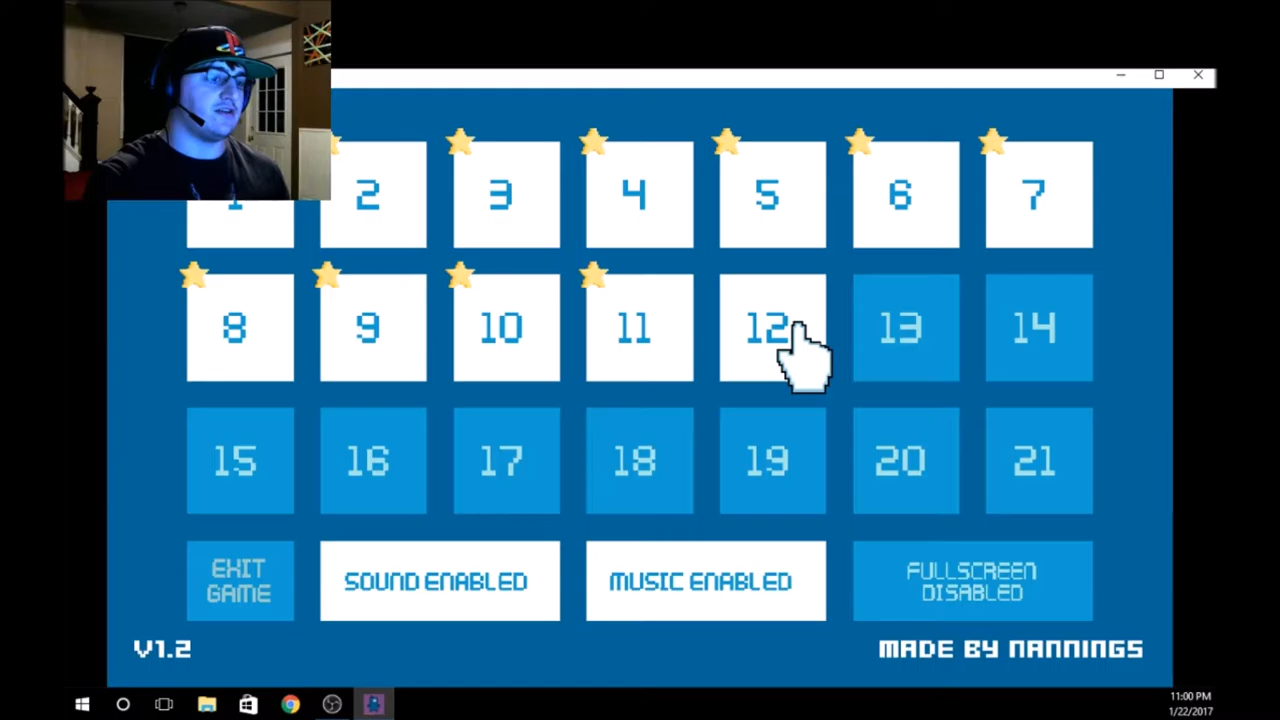 1 2 3 4 5 6 7
8 9 10 11 12 13 14
15 16 17 18 19 20 21
EXIT
GAME
SOUND ENABLED
MUSIC ENABLED
FULLSCREEN
DISABLED
V1.2
MADE BY NANNINGS
11:00 PM
1/22/2017